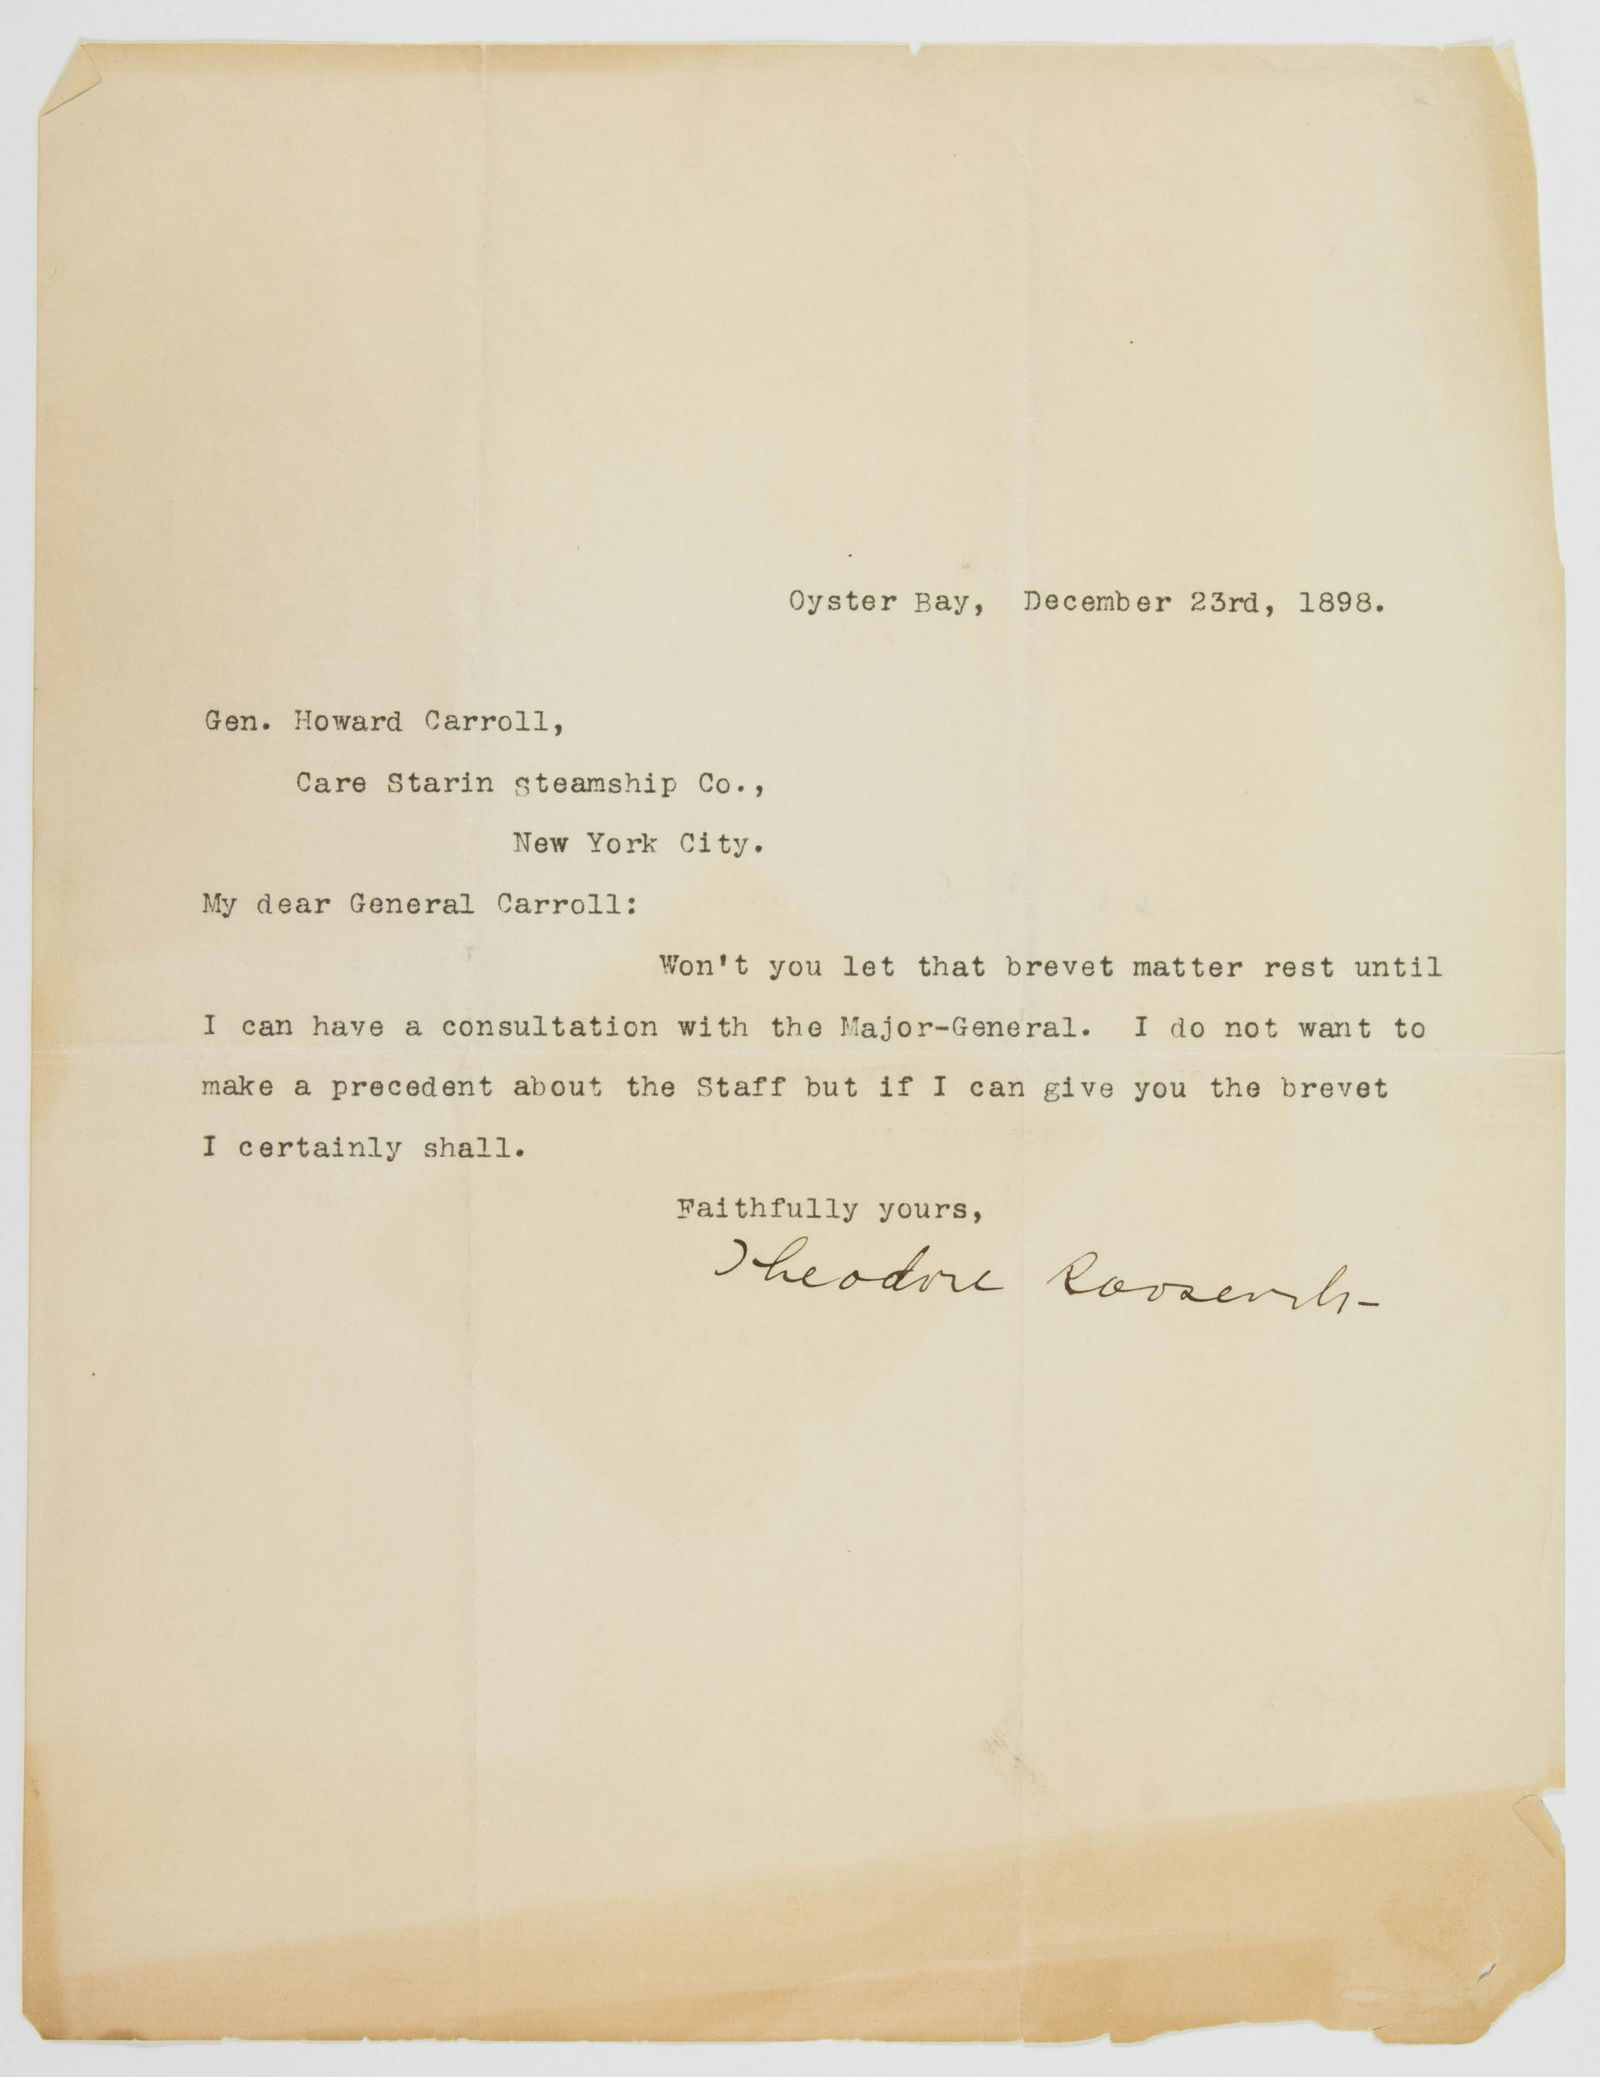 Oyster Bay, December 23rd, 1898.
Gen. Howard Carroll,
Care Starin steamship Co.,
New York City.
My dear General Carroll:
Won't you let that brevet matter rest until
I can have a consultation with the Major-General. I do not want to
make a precedent about the Staff but if I can give you the brevet
I certainly shall.
Faithfully yours,
Theodore Roosevelt